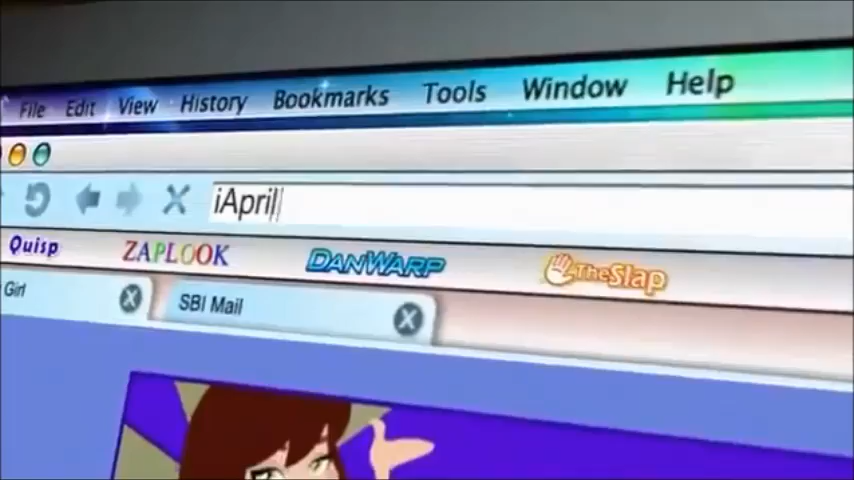 File Edit View History Bookmarks Tools Window Help
iApril
Quisp ZAPLOOK DANWARP TheSlap
Girl SBI Mail